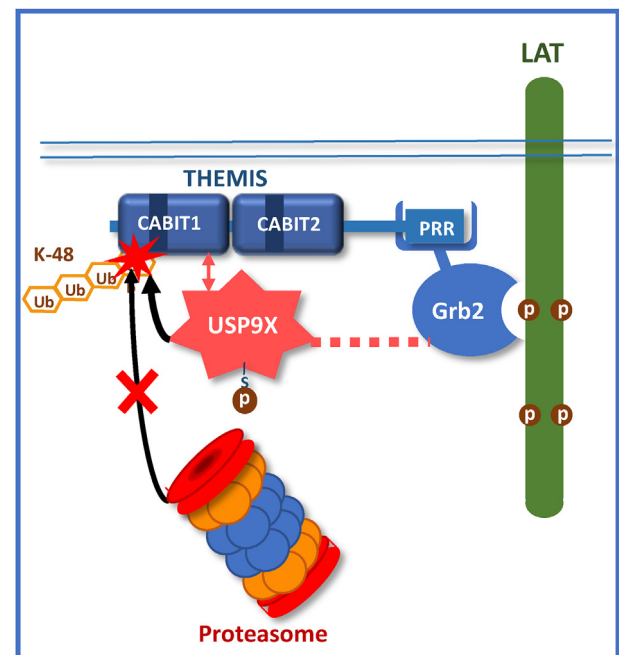 LAT
THEMIS
CABIT1
CABIT2
PRR
K-48
Ub
Ub
Ub
USP9X
Grb2
P
P
S
P
P
P
Proteasome